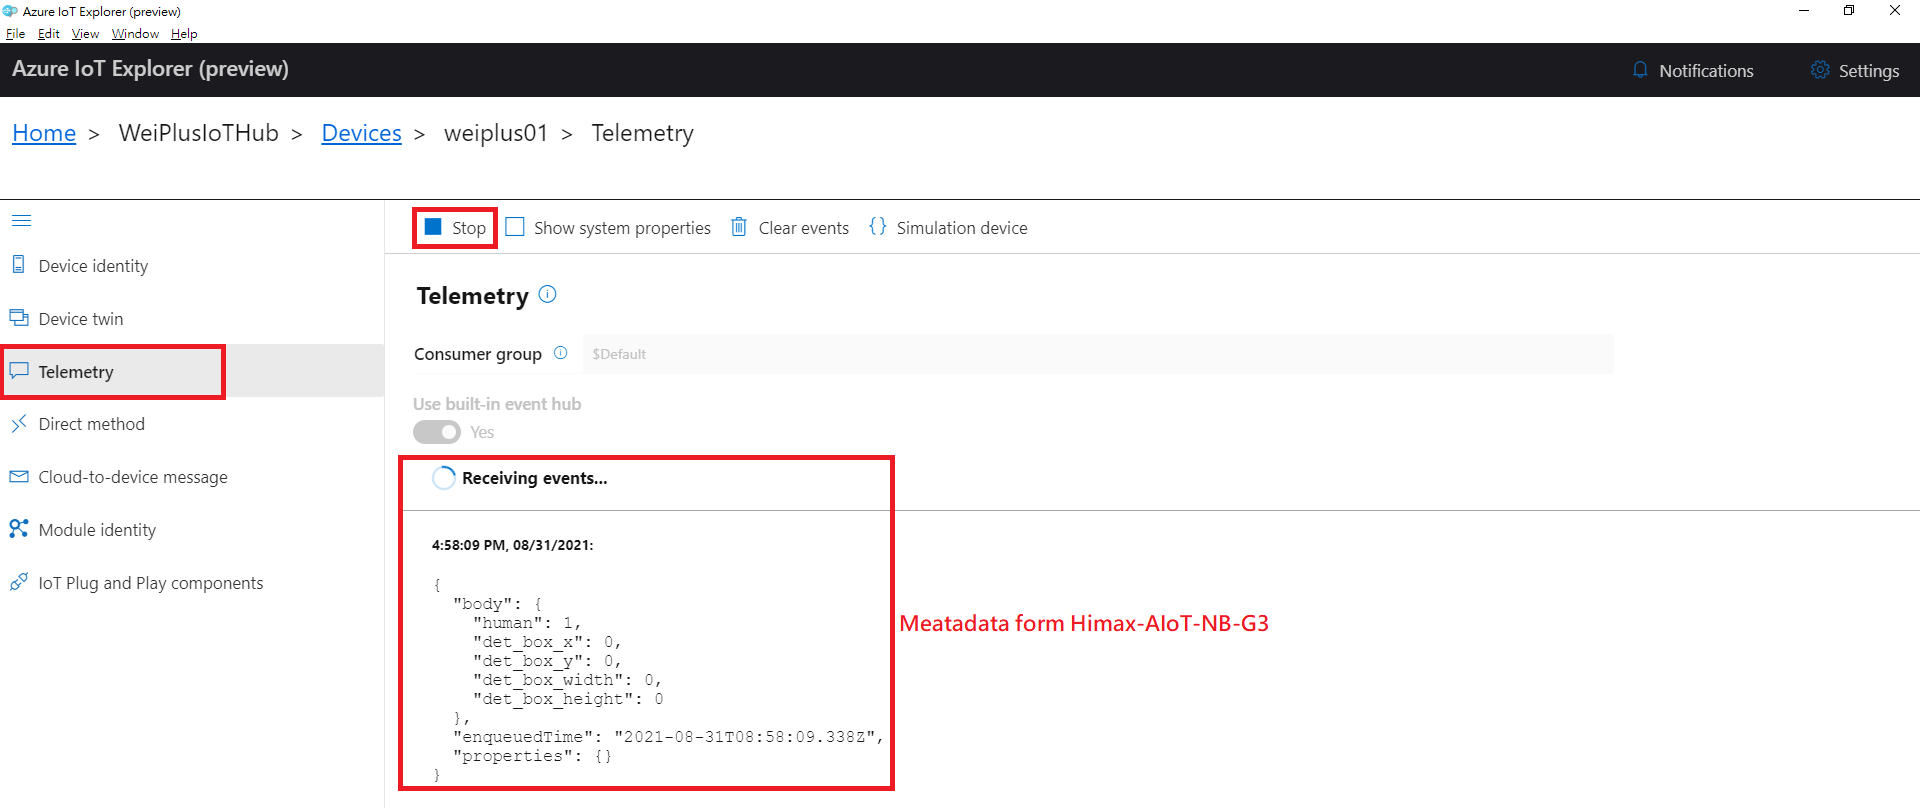 Azure IoT Explorer (preview)
File Edit View Window Help
Azure IoT Explorer (preview)
Notifications
Settings
Home > WeiPlusIoTHub > Devices > weiplus01 > Telemetry
Stop
Show system properties
Clear events
{} Simulation device
Device identity
Device twin
Telemetry
Direct method
Cloud-to-device message
Module identity
IoT Plug and Play components
Telemetry
Consumer group
$Default
Use built-in event hub
Yes
Receiving events...
4:58:09 PM, 08/31/2021:
{
"body": {
"human": 1,
"det_box_x": 0,
"det_box_y": 0,
"det_box_width": 0,
"det_box_height": 0
},
"enqueuedTime": "2021-08-31T08:58:09.338Z",
"properties": {}
}
Meatadata form Himax-AIoT-NB-G3